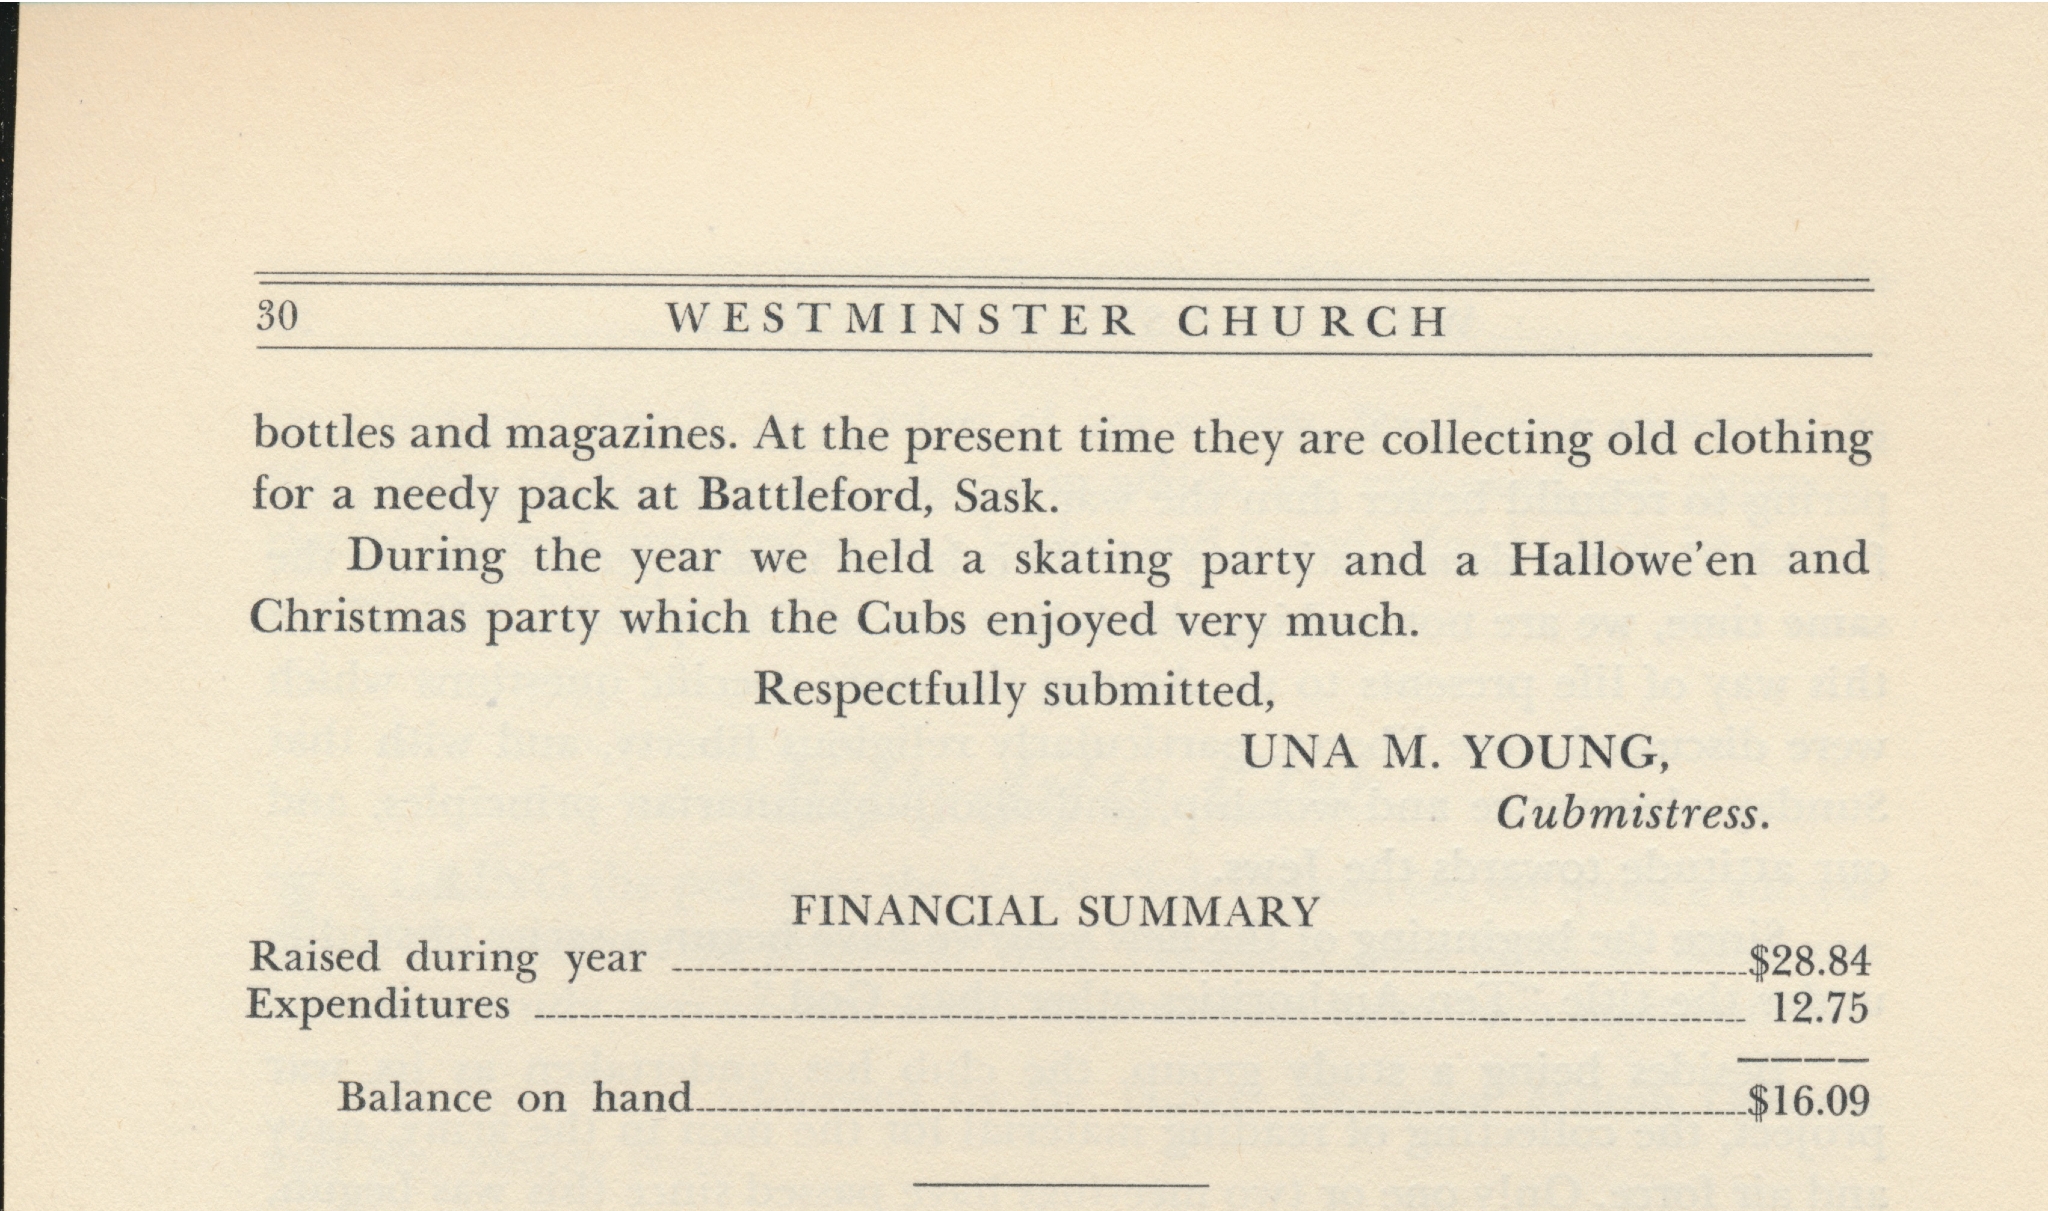 30 WESTMINSTER CHURCH
bottles and magazines. At the present time they are collecting old clothing
for a needy pack at Battleford, Sask.
During the year we held a skating party and a Hallowe'en and
Christmas party which the Cubs enjoyed very much.
Respectfully submitted,
UNA M. YOUNG,
Cubmistress.
FINANCIAL SUMMARY
Raised during year $28.84
Expenditures 12.75
Balance on hand $16.09